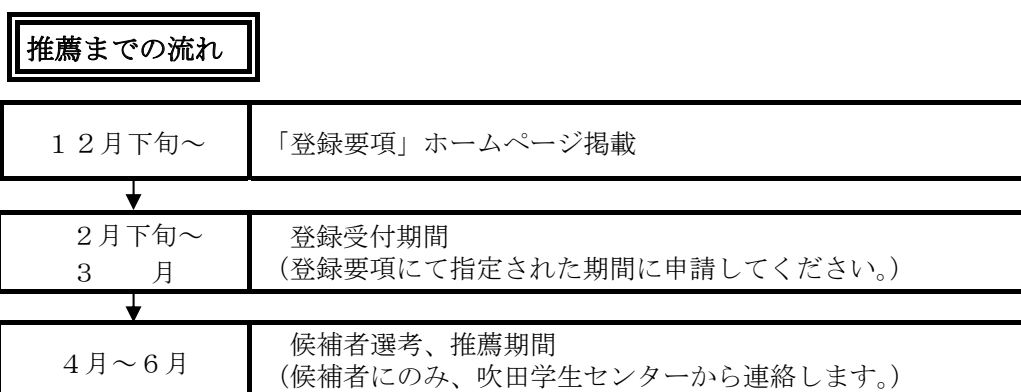 推薦までの流れ
１２月下旬～
「登録要項」ホームページ掲載
２月下旬～
３　　月
登録受付期間
（登録要項にて指定された期間に申請してください。）
４月～６月
候補者選考、推薦期間
（候補者にのみ、吹田学生センターから連絡します。）